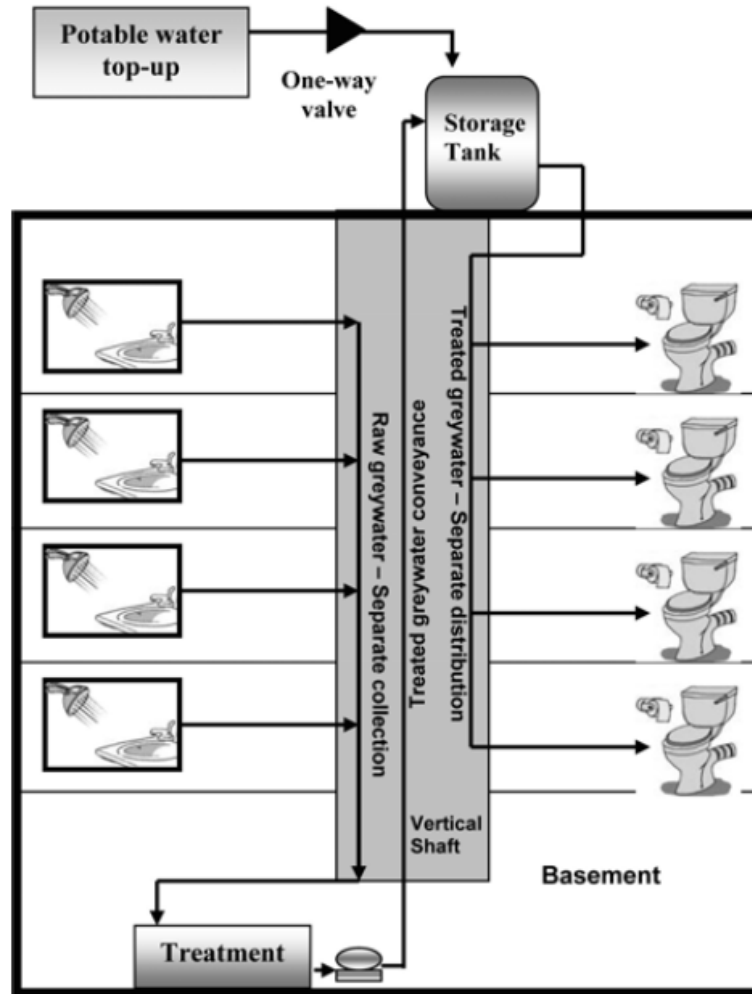 Potable water
top-up
One-way
valve
Storage
Tank
Raw greywater – Separate collection
Treated greywater conveyance
Treated greywater – Separate distribution
Vertical
Shaft
Basement
Treatment